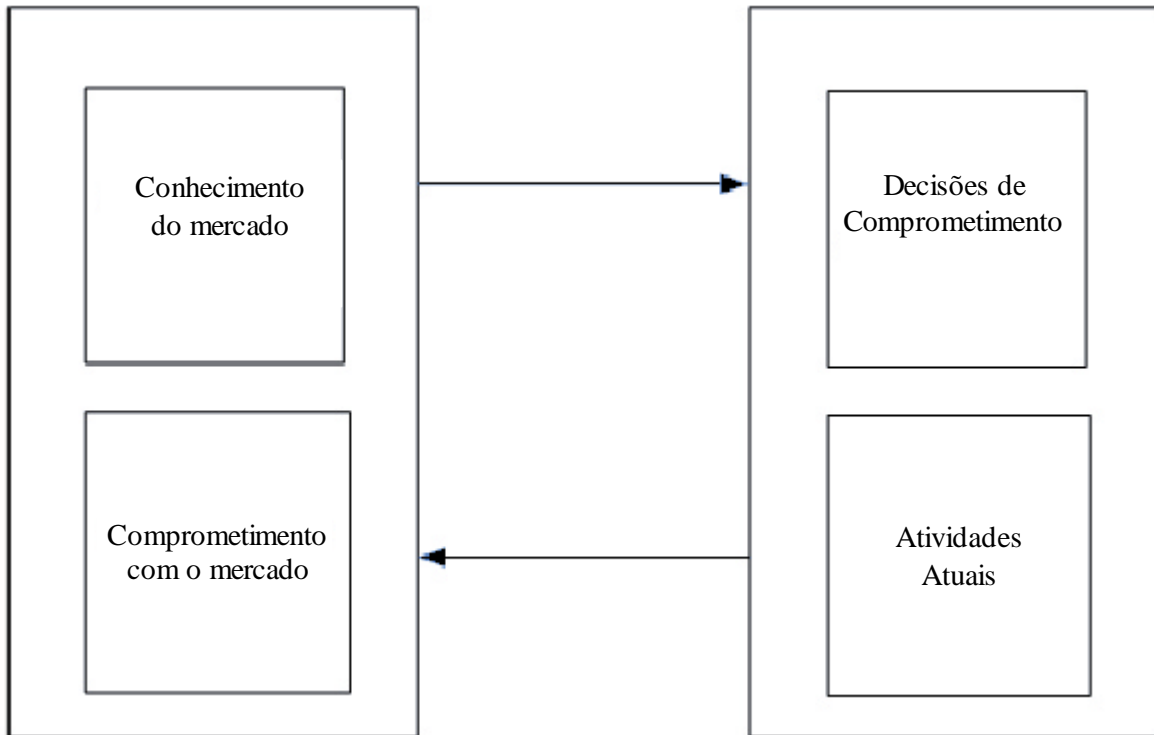 Conhecimento
do mercado
Decisões de
Comprometimento
Comprometimento
com o mercado
Atividades
Atuais